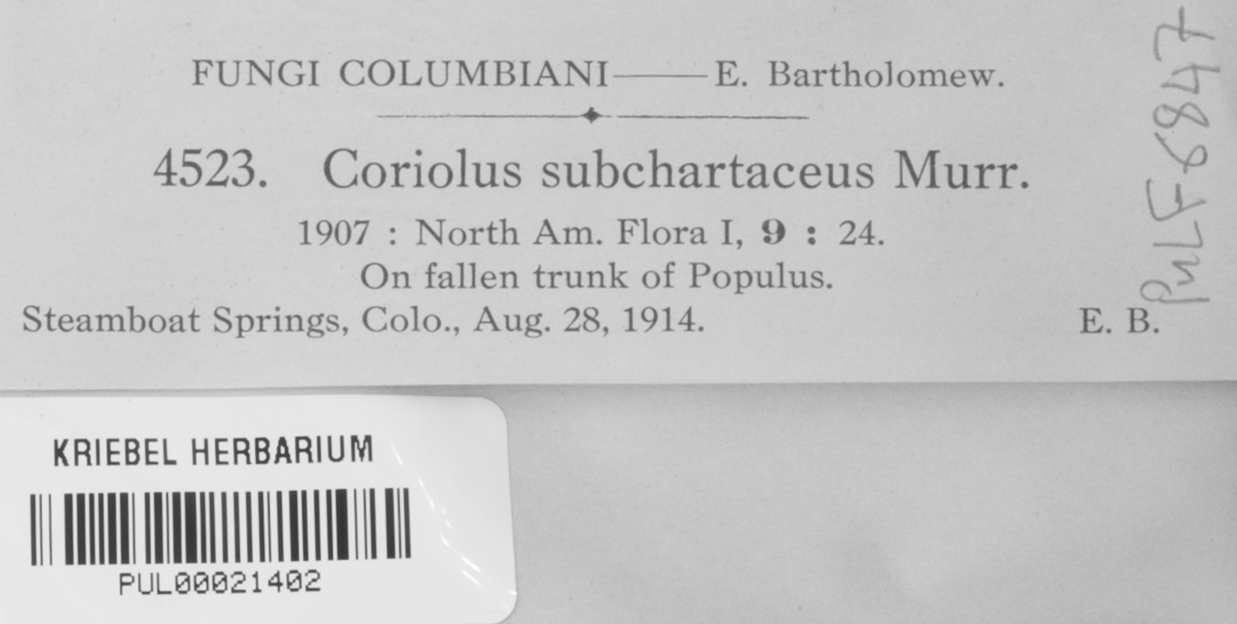 FUNGI COLUMBIANI——E. Bartholomew.
4523. Coriolus subchartaceus Murr.
1907 : North Am. Flora I, 9 : 24.
On fallen trunk of Populus.
Steamboat Springs, Colo., Aug. 28, 1914. E. B.
KRIEBEL HERBARIUM
PUL00021402